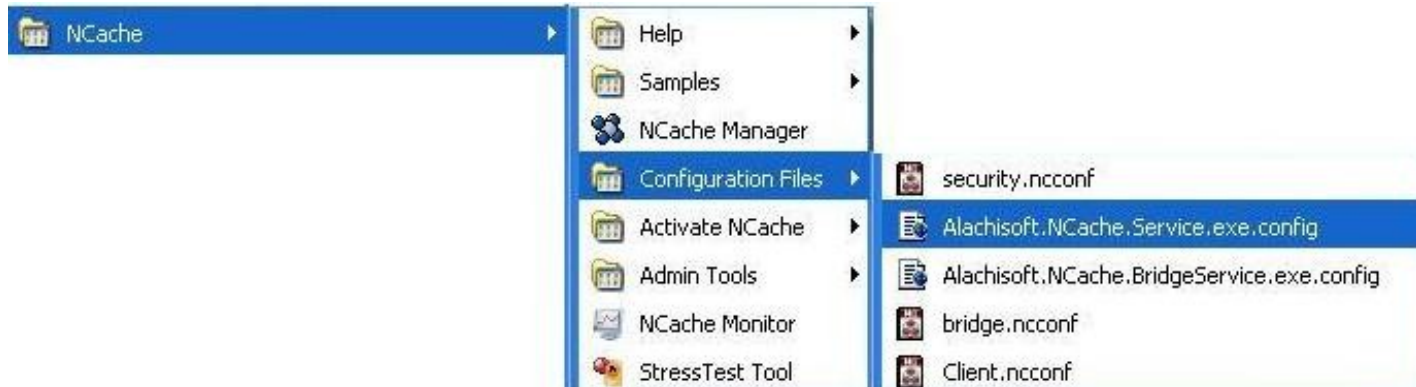 NCache
Help
Samples
NCache Manager
Configuration Files
Activate NCache
Admin Tools
NCache Monitor
StressTest Tool
security.ncconf
Alachisoft.NCache.Service.exe.config
Alachisoft.NCache.BridgeService.exe.config
bridge.ncconf
Client.ncconf